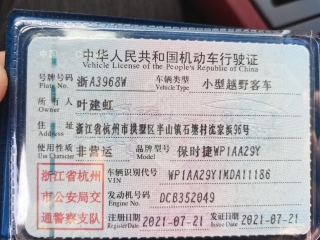 中华人民共和国机动车行驶证
Vehicle License of the People's Republic of China
号牌号码 浙A3968W 车辆类型 小型越野客车
Plate No. Vehicle Type
所有人 叶建虹
Owner
住址 浙江省杭州市拱墅区半山镇石塘村沈家浜56号
Address
使用性质 非营运 品牌型号 保时捷WP1AA29Y
Use Character Model
浙江省杭州 车辆识别代号 WP1AA29Y1MDA11186
VIN
市公安局交 发动机号码 DCB352049
Engine No.
通警察支队 注册日期 2021-07-21 发证日期 2021-07-21
Register Date Issue Date